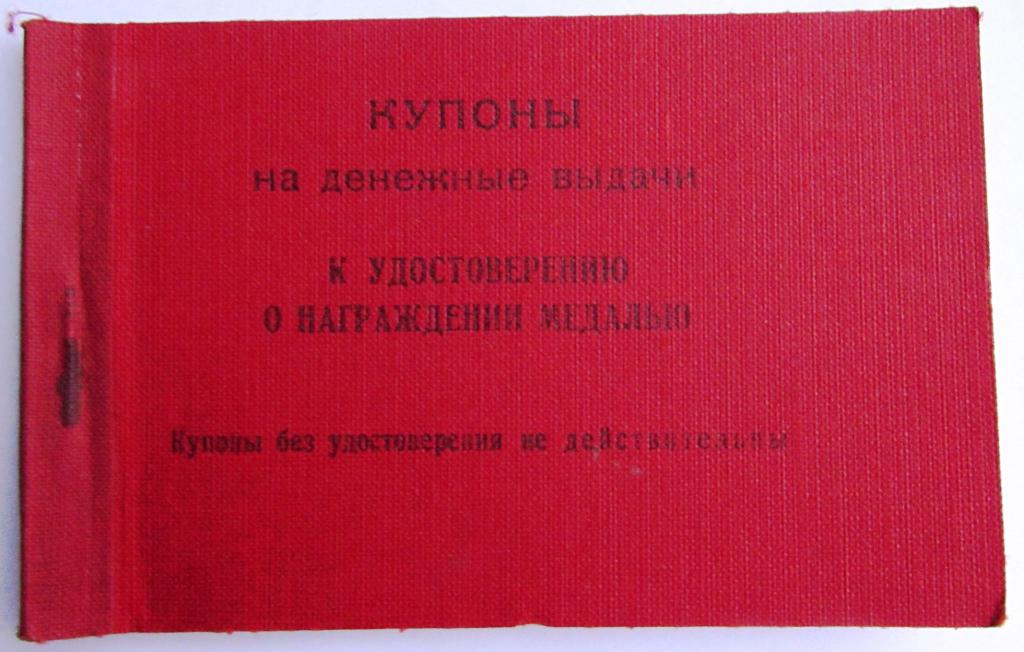 КУПОНЫ
на денежные выдачи
К УДОСТОВЕРЕНИЮ
О НАГРАЖДЕНИИ МЕДАЛЬЮ
Купоны без удостоверения не действительны